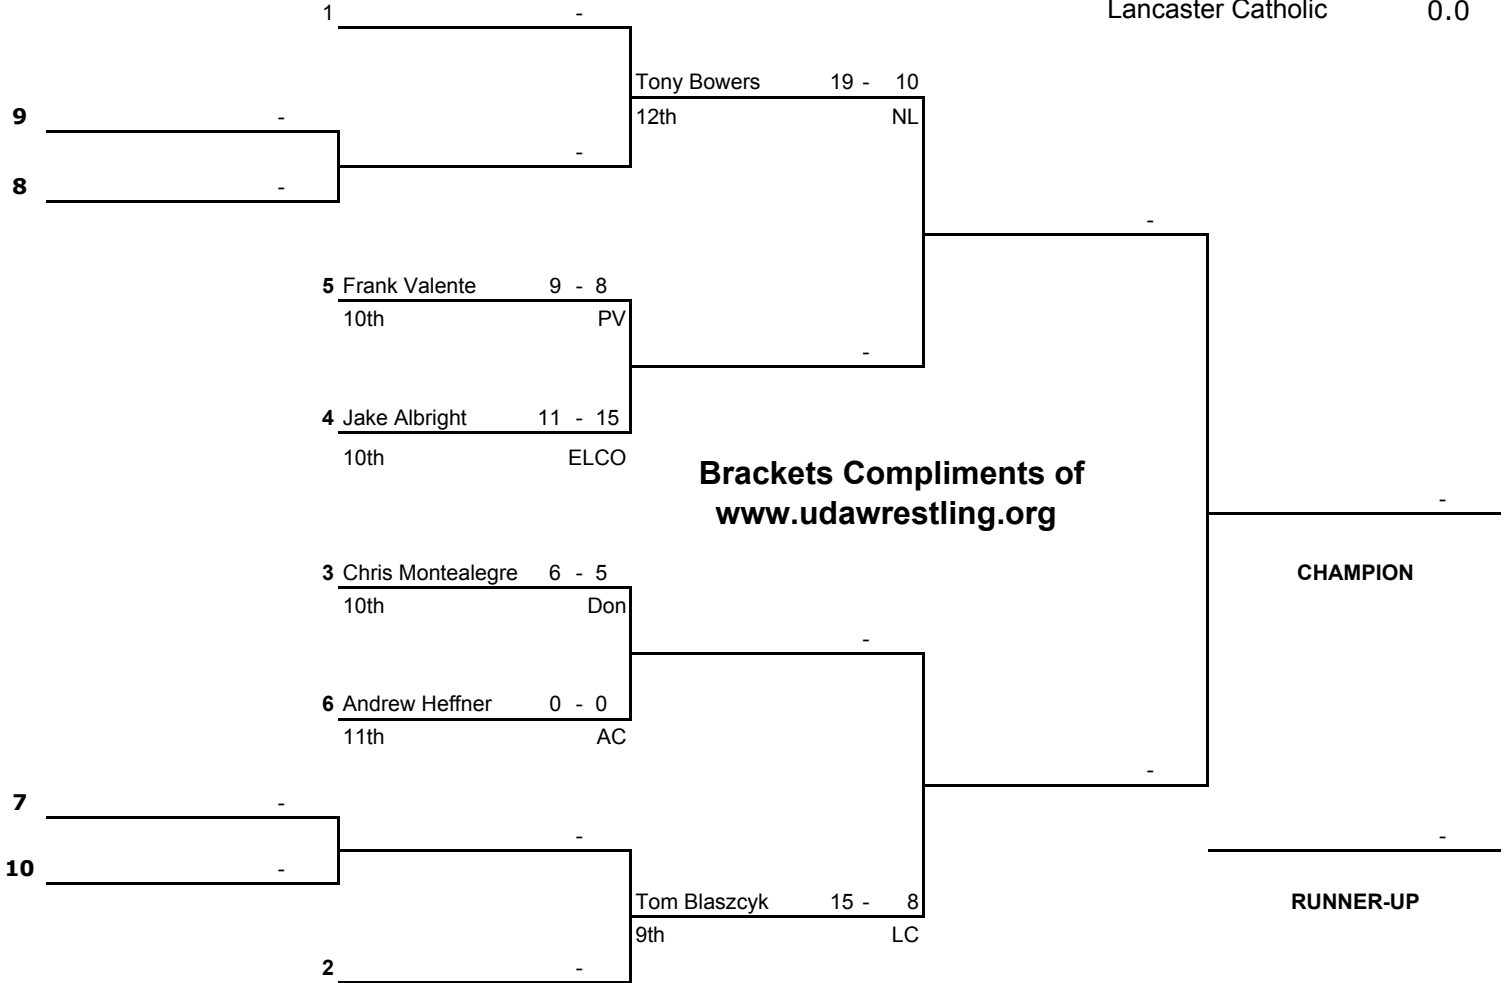 1 -
Lancaster Catholic 0.0
Tony Bowers 19 - 10
12th NL
9 -
-
8 -
-
5 Frank Valente 9 - 8
10th PV
-
4 Jake Albright 11 - 15
10th ELCO
Brackets Compliments of
www.udawrestling.org
-
3 Chris Montealegre 6 - 5
CHAMPION
10th Don
-
6 Andrew Heffner 0 - 0
11th AC
-
7 -
-
-
10 -
Tom Blaszcyk 15 - 8
RUNNER-UP
9th LC
2 -